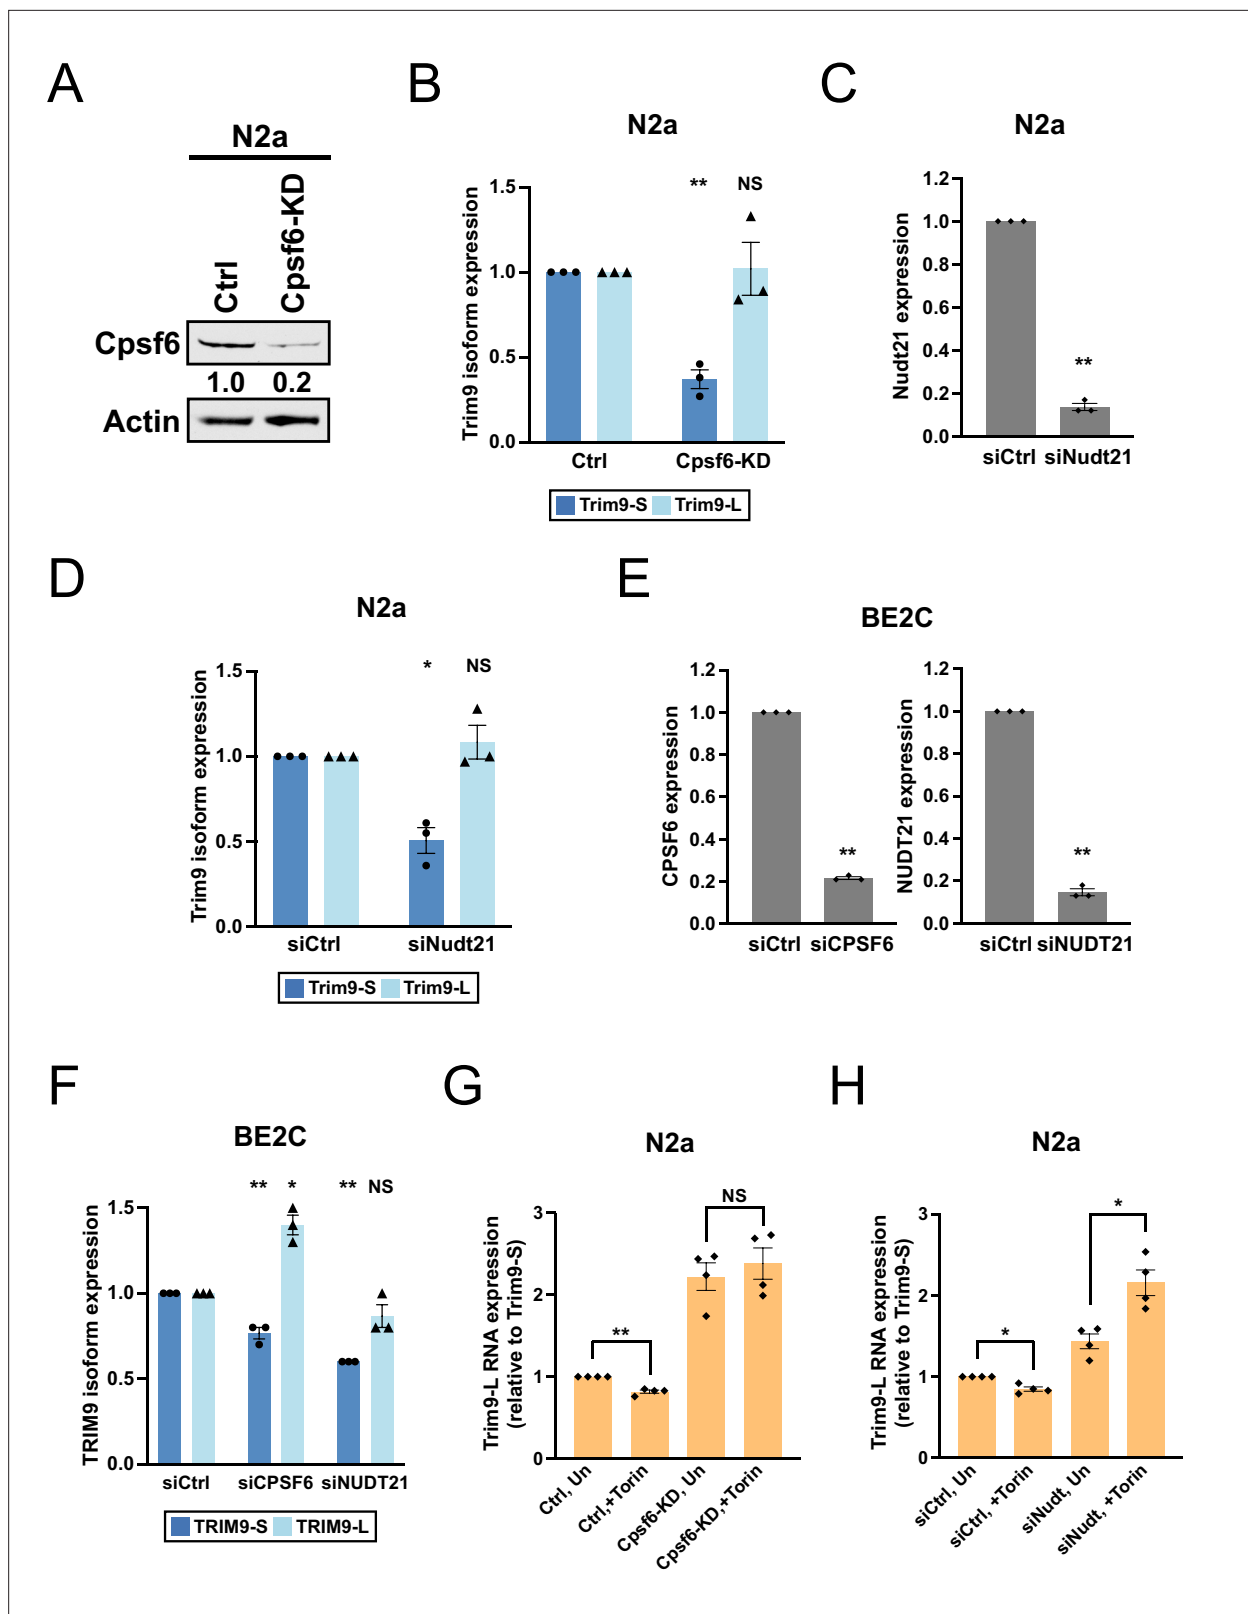 A
N2a
Ctrl
Cpsf6-KD
Cpsf6
1.0 0.2
Actin
B
N2a
Trim9 isoform expression
1.5
1.0
0.5
0.0
** NS
Ctrl Cpsf6-KD
Trim9-S Trim9-L
C
N2a
Nudt21 expression
1.2
1.0
0.8
0.6
0.4
0.2
0.0
**
siCtrl siNudt21
D
N2a
Trim9 isoform expression
1.5
1.0
0.5
0.0
* NS
siCtrl siNudt21
Trim9-S Trim9-L
E
BE2C
CPSF6 expression
1.2
1.0
0.8
0.6
0.4
0.2
0.0
**
siCtrl siCPSF6
NUDT21 expression
1.2
1.0
0.8
0.6
0.4
0.2
0.0
**
siCtrl siNUDT21
F
BE2C
TRIM9 isoform expression
1.5
1.0
0.5
0.0
** * ** NS
siCtrl siCPSF6 siNUDT21
TRIM9-S TRIM9-L
G
N2a
Trim9-L RNA expression
(relative to Trim9-S)
3
2
1
0
**
NS
Ctrl, Un
Ctrl,+Torin
Cpsf6-KD, Un
Cpsf6-KD,+Torin
H
N2a
Trim9-L RNA expression
(relative to Trim9-S)
3
2
1
0
*
*
siCtrl, Un
siCtrl, +Torin
siNudt, Un
siNudt, +Torin